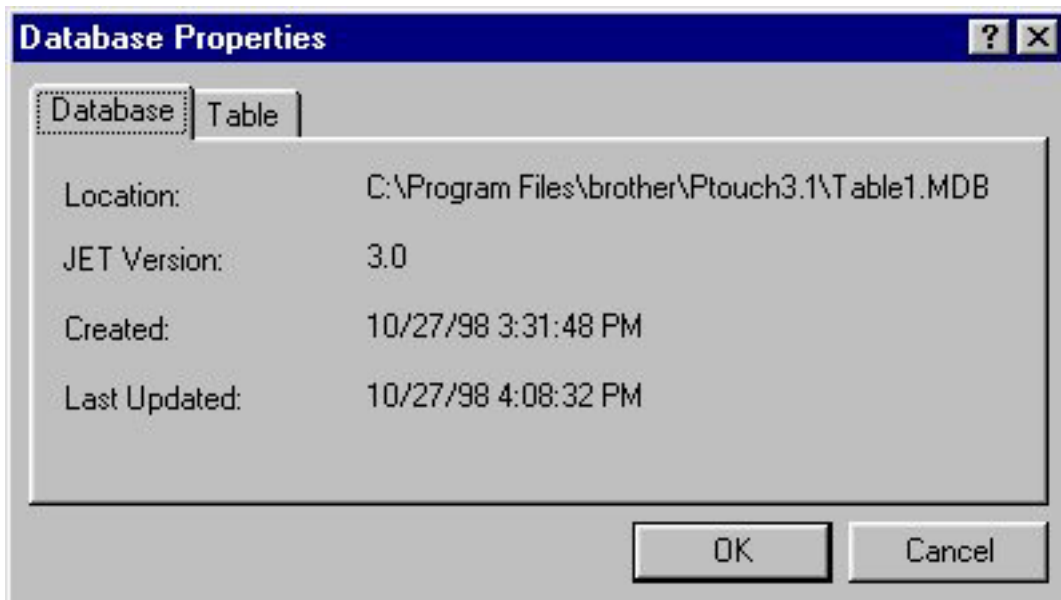 Database Properties
Database Table
Location: C:\Program Files\brother\Ptouch3.1\Table1.MDB
JET Version: 3.0
Created: 10/27/98 3:31:48 PM
Last Updated: 10/27/98 4:08:32 PM
OK Cancel